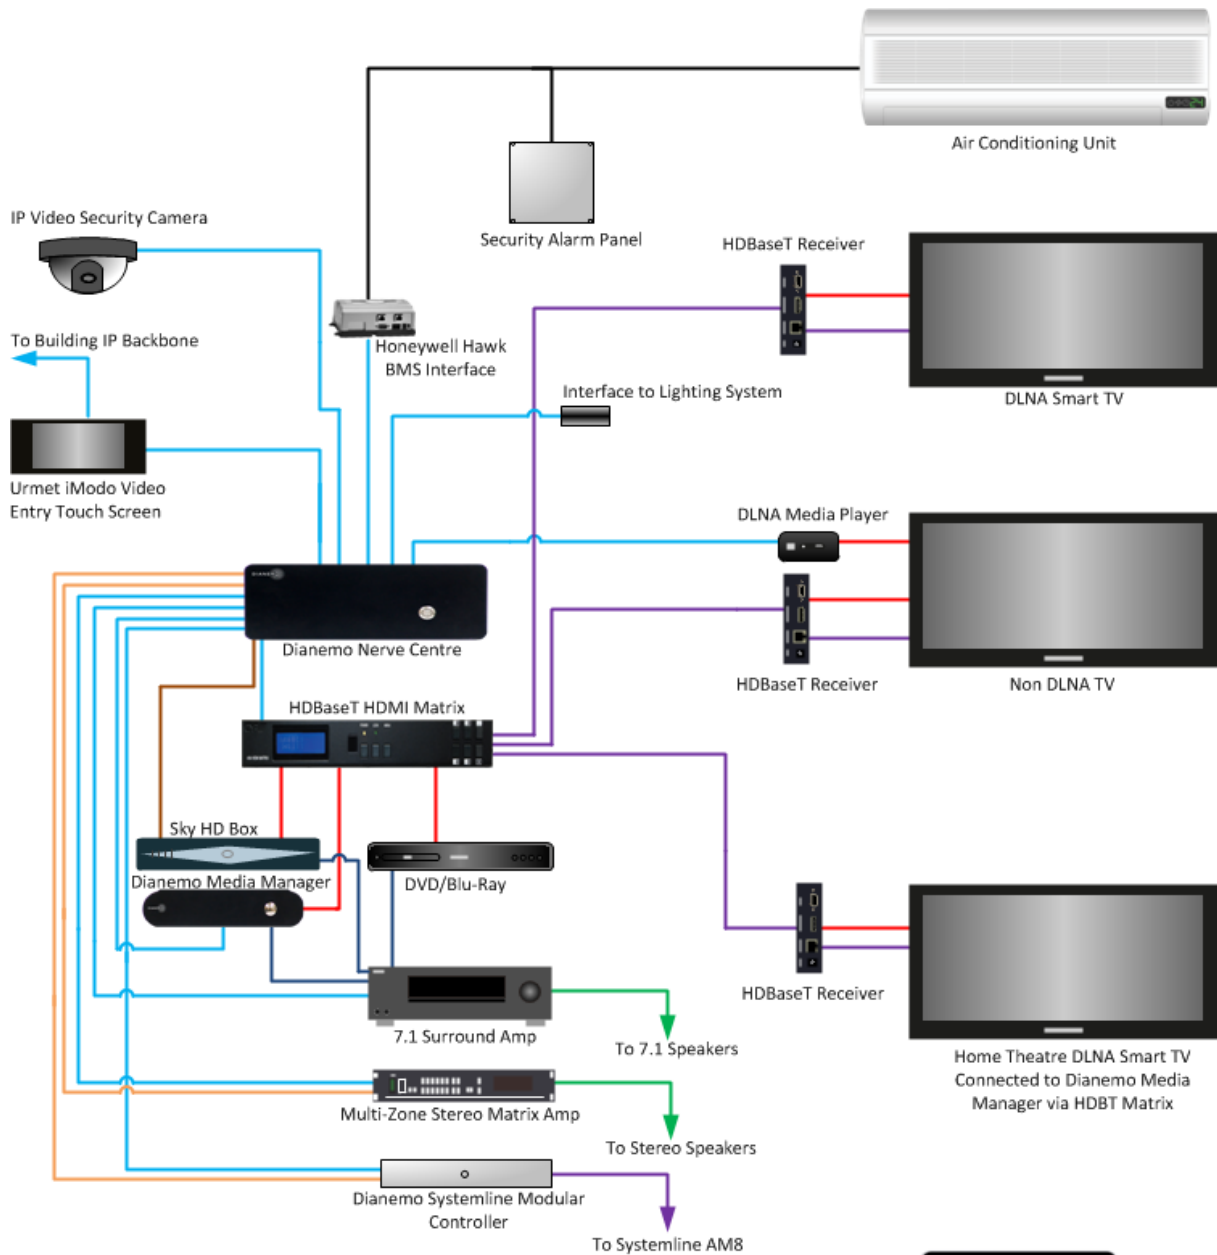 Air Conditioning Unit
Security Alarm Panel
IP Video Security Camera
HDBaseT Receiver
To Building IP Backbone
Honeywell Hawk
BMS Interface
Interface to Lighting System
DLNA Smart TV
Urmet iModo Video
Entry Touch Screen
DLNA Media Player
Dianemo Nerve Centre
HDBaseT Receiver
Non DLNA TV
HDBaseT HDMI Matrix
Sky HD Box
Dianemo Media Manager
DVD/Blu-Ray
HDBaseT Receiver
7.1 Surround Amp
To 7.1 Speakers
Home Theatre DLNA Smart TV
Connected to Dianemo Media
Manager via HDBT Matrix
Multi-Zone Stereo Matrix Amp
To Stereo Speakers
Dianemo Systemline Modular
Controller
To Systemline AM8